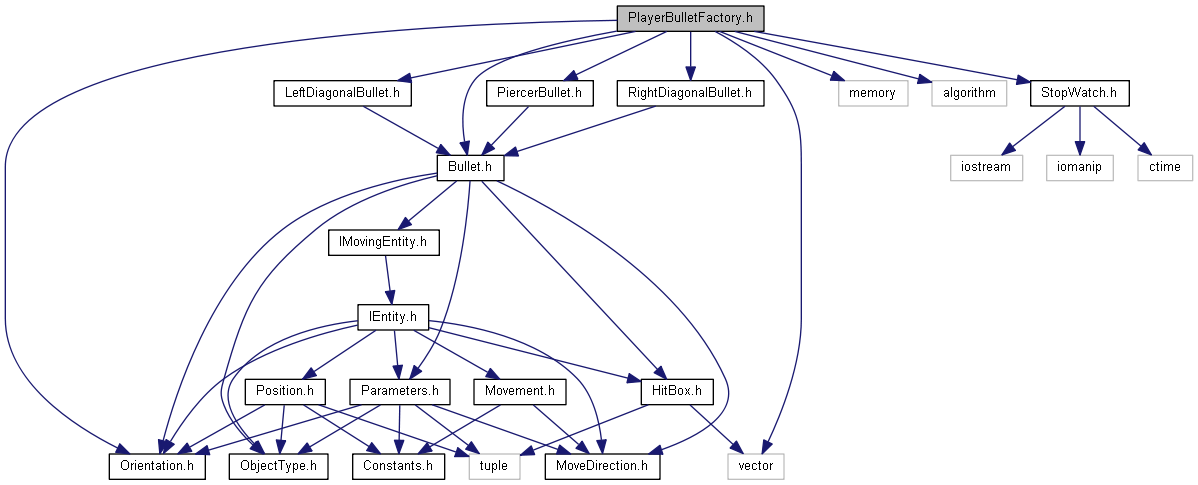 PlayerBulletFactory.h
LeftDiagonalBullet.h
PiercerBullet.h
RightDiagonalBullet.h
memory
algorithm
StopWatch.h
Bullet.h
iostream
iomanip
ctime
IMovingEntity.h
IEntity.h
Position.h
Parameters.h
Movement.h
HitBox.h
Orientation.h
ObjectType.h
Constants.h
tuple
MoveDirection.h
vector